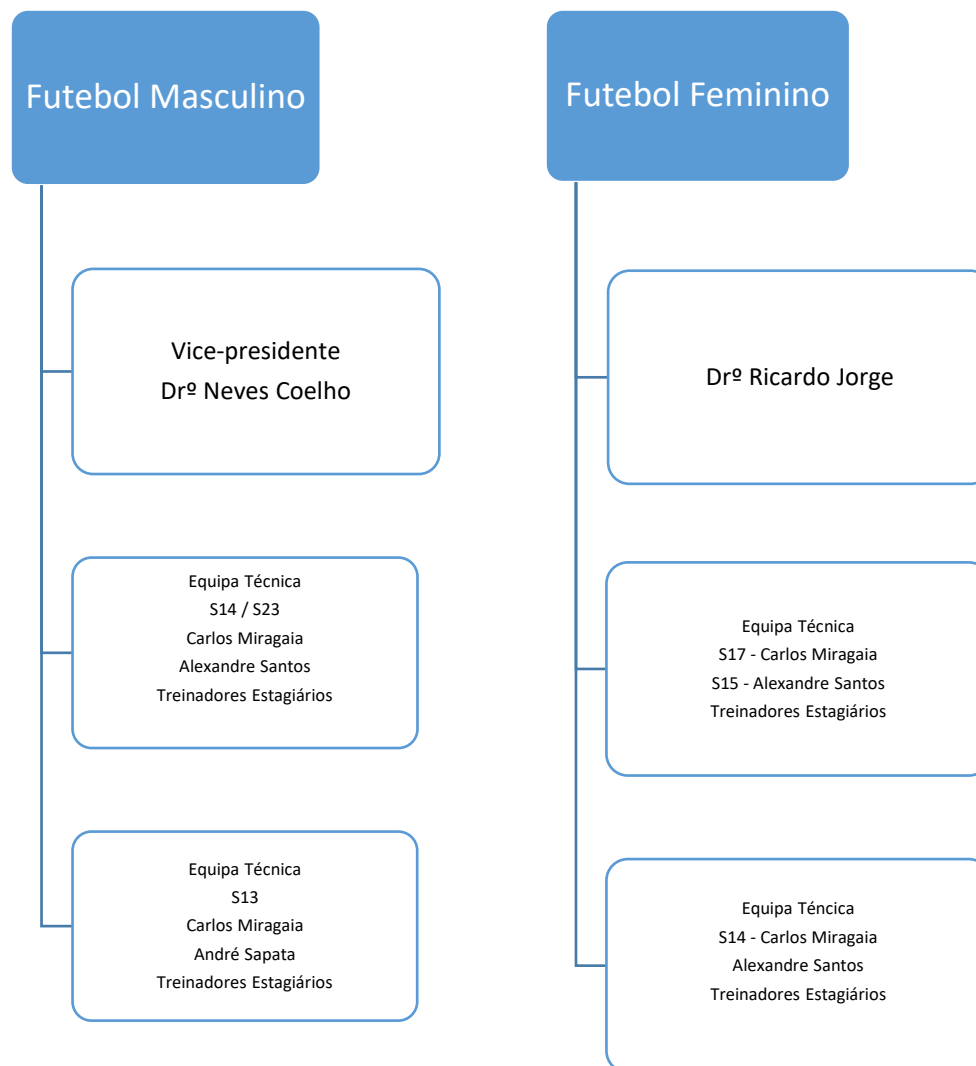 Futebol Masculino
Vice-presidente
Drº Neves Coelho
Equipa Técnica
S14 / S23
Carlos Miragaia
Alexandre Santos
Treinadores Estagiários
Equipa Técnica
S13
Carlos Miragaia
André Sapata
Treinadores Estagiários
Futebol Feminino
Drº Ricardo Jorge
Equipa Técnica
S17 - Carlos Miragaia
S15 - Alexandre Santos
Treinadores Estagiários
Equipa Téncica
S14 - Carlos Miragaia
Alexandre Santos
Treinadores Estagiários